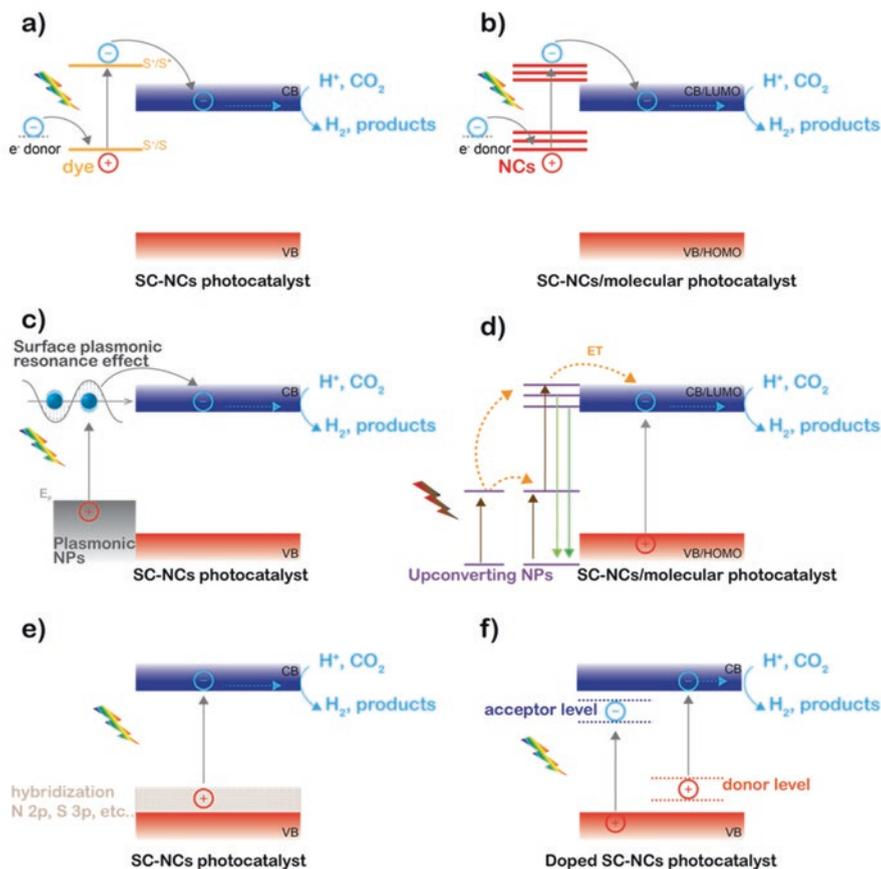 a)
S⁺/S*
CB
H⁺, CO₂
H₂, products
e⁻ donor
S⁺/S
dye
VB
SC-NCs photocatalyst
b)
CB/LUMO
H⁺, CO₂
H₂, products
e⁻ donor
NCs
VB/HOMO
SC-NCs/molecular photocatalyst
c)
Surface plasmonic
resonance effect
CB
H⁺, CO₂
H₂, products
Plasmonic
NPs
VB
SC-NCs photocatalyst
d)
ET
CB/LUMO
H⁺, CO₂
H₂, products
VB/HOMO
Upconverting NPs
SC-NCs/molecular photocatalyst
e)
CB
H⁺, CO₂
H₂, products
hybridization
N 2p, S 3p, etc..
VB
SC-NCs photocatalyst
f)
CB
H⁺, CO₂
H₂, products
acceptor level
donor level
VB
Doped SC-NCs photocatalyst